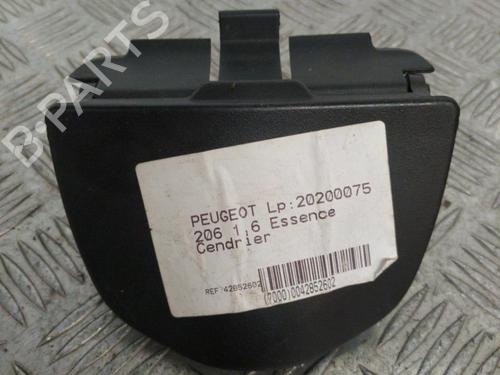 B-PARTS
PEUGEOT Lp:20200075
206 1.6 Essence
Cendrier
REF:42852602
(7000)0042852602